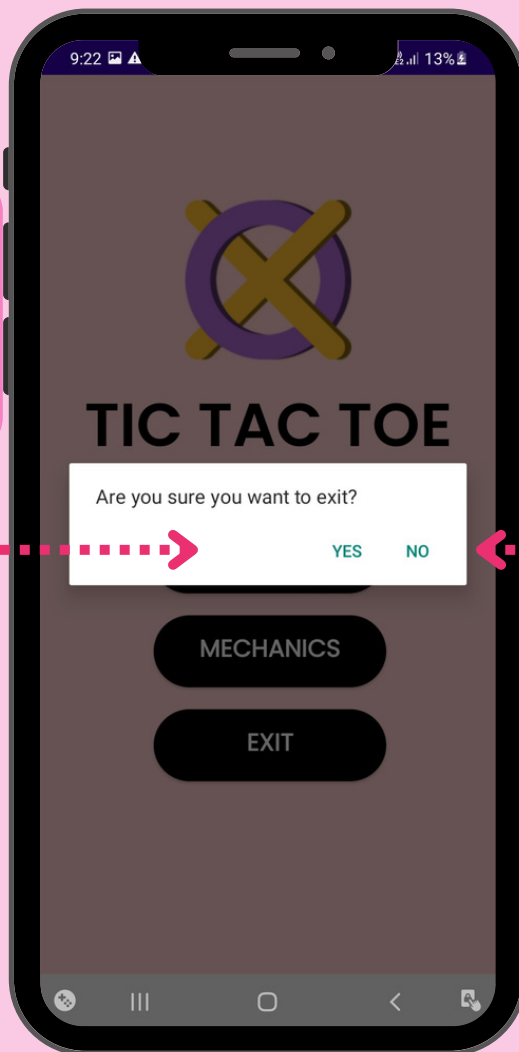 9:22
13%
TIC TAC TOE
Are you sure you want to exit?
YES NO
MECHANICS
EXIT